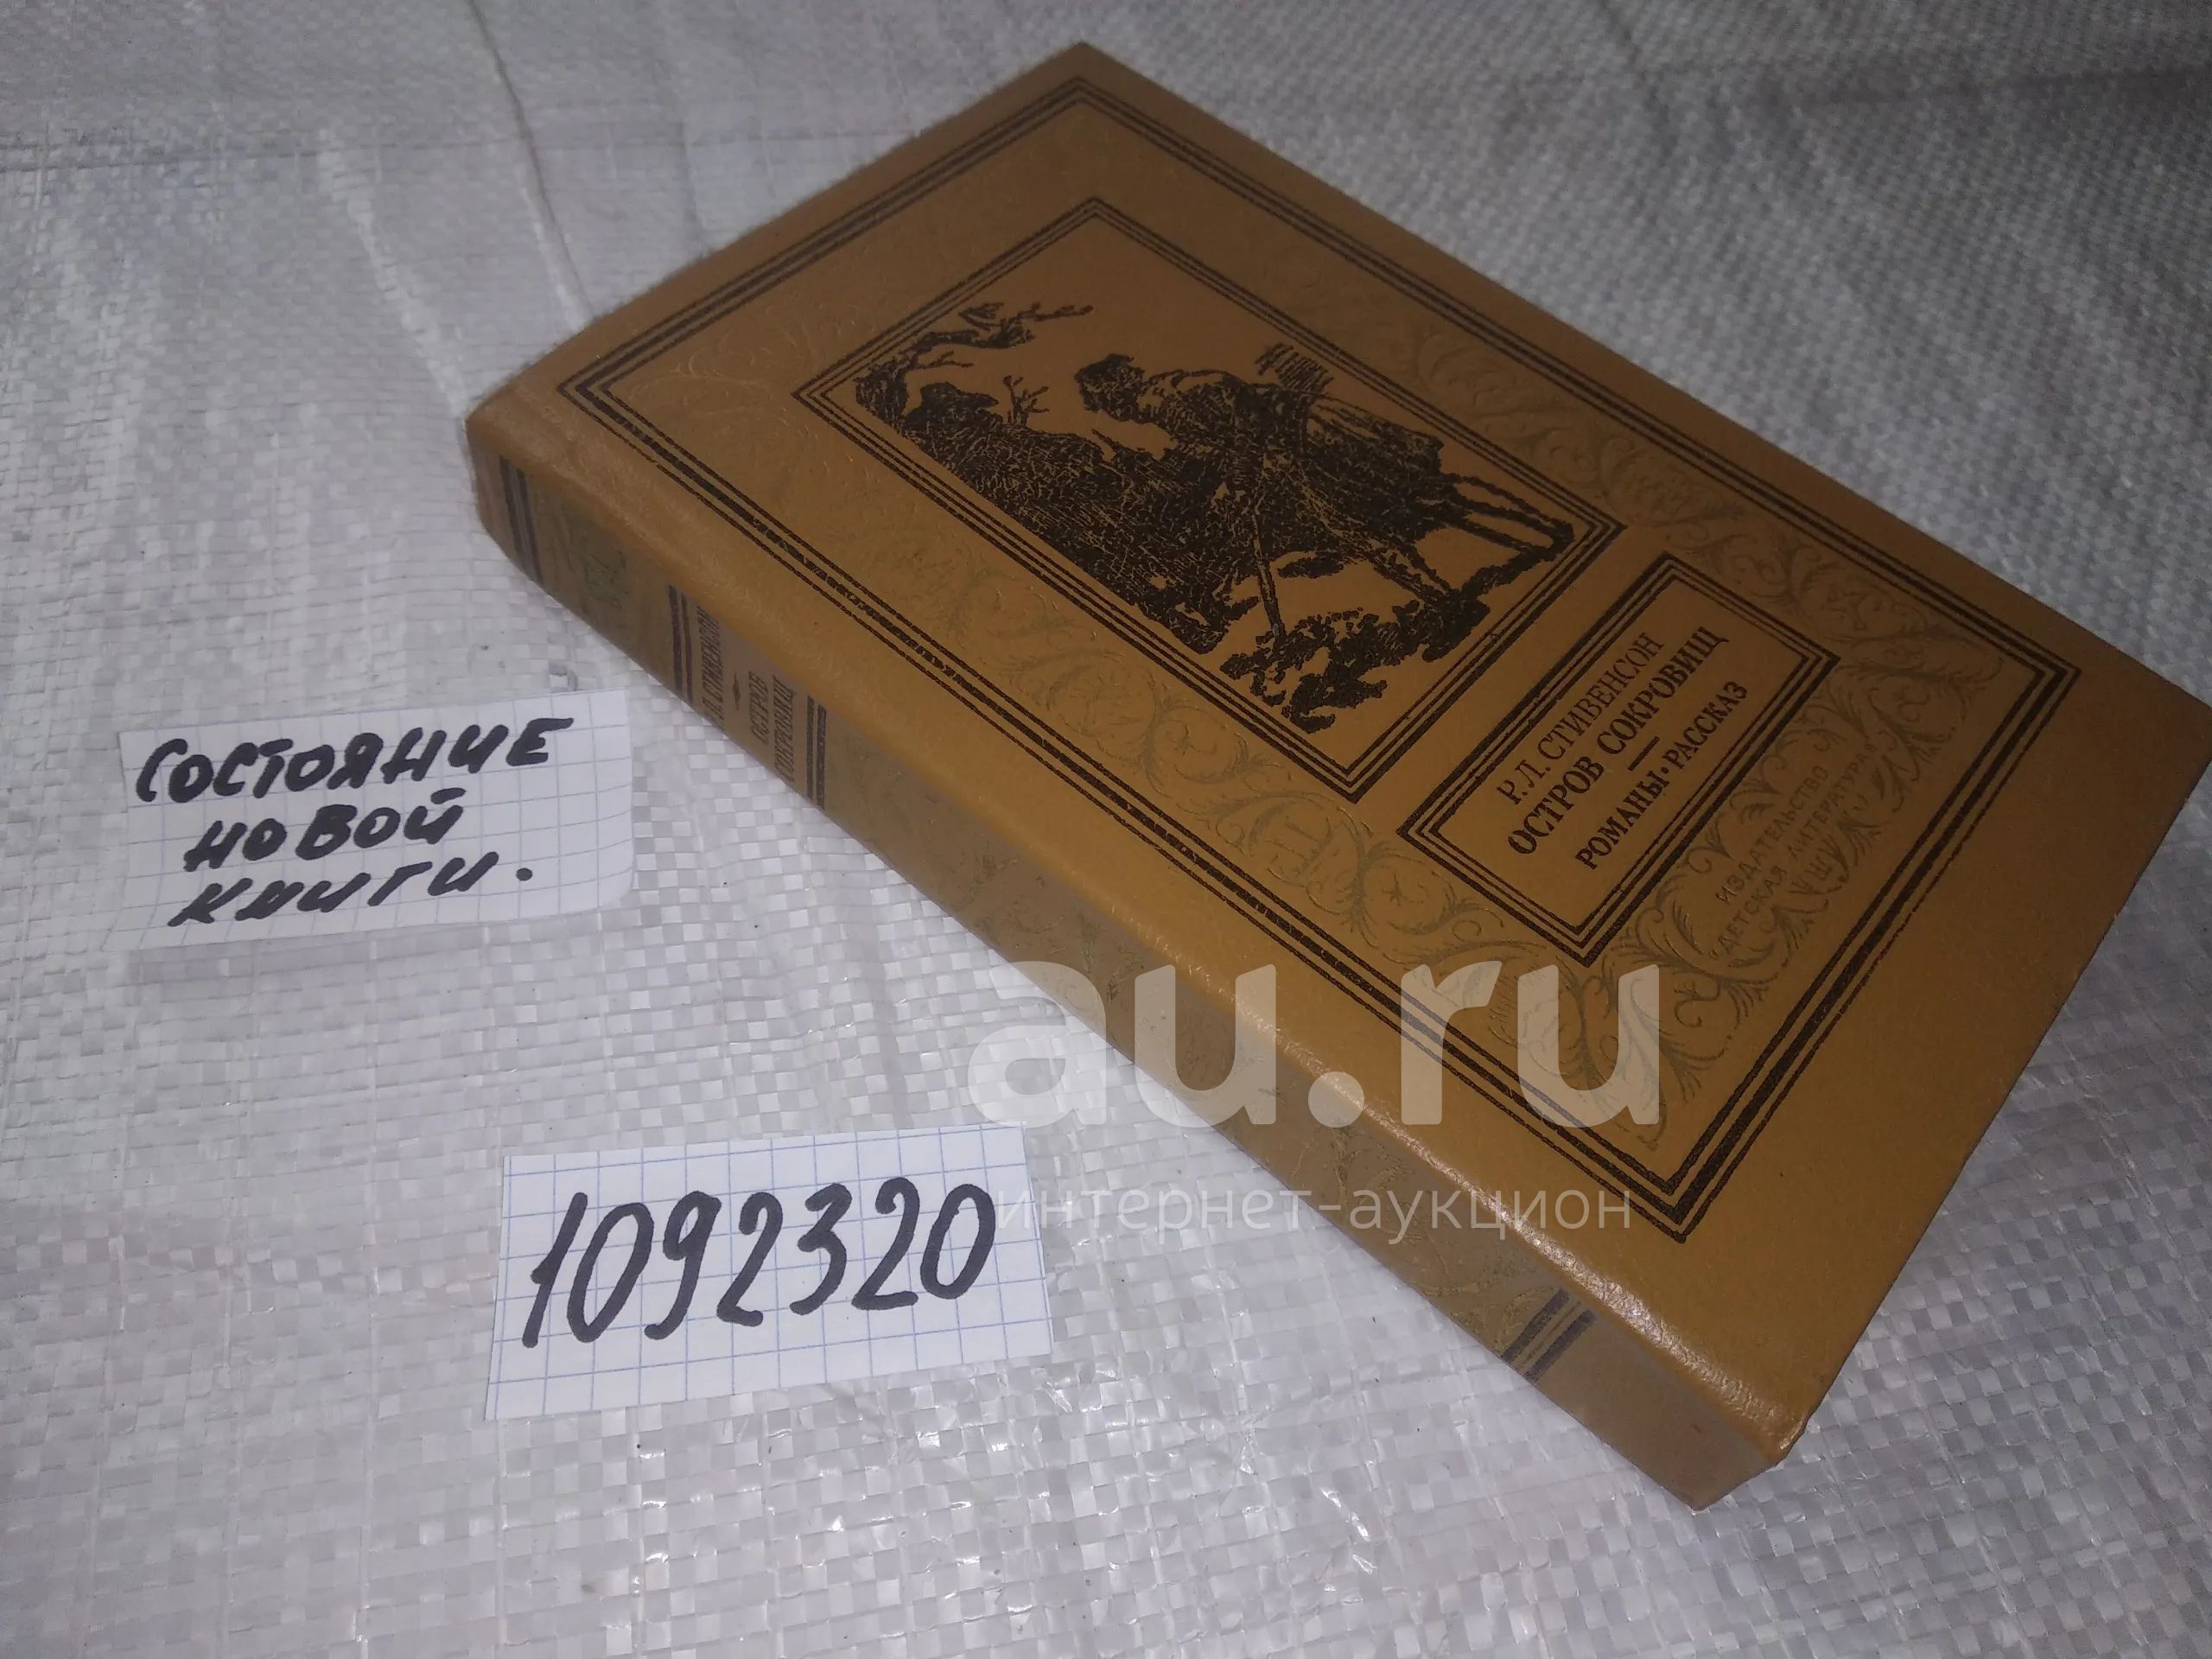 Р.Л. СТИВЕНСОН
ОСТРОВ СОКРОВИЩ
РОМАНЫ • РАССКАЗ
ИЗДАТЕЛЬСТВО
"ДЕТСКАЯ ЛИТЕРАТУРА"
СТИВЕНСОН
ОСТРОВ
СОКРОВИЩ
СОСТОЯНИЕ
НОВОЙ
КНИГИ.
1092320
au.ru
интернет-аукцион